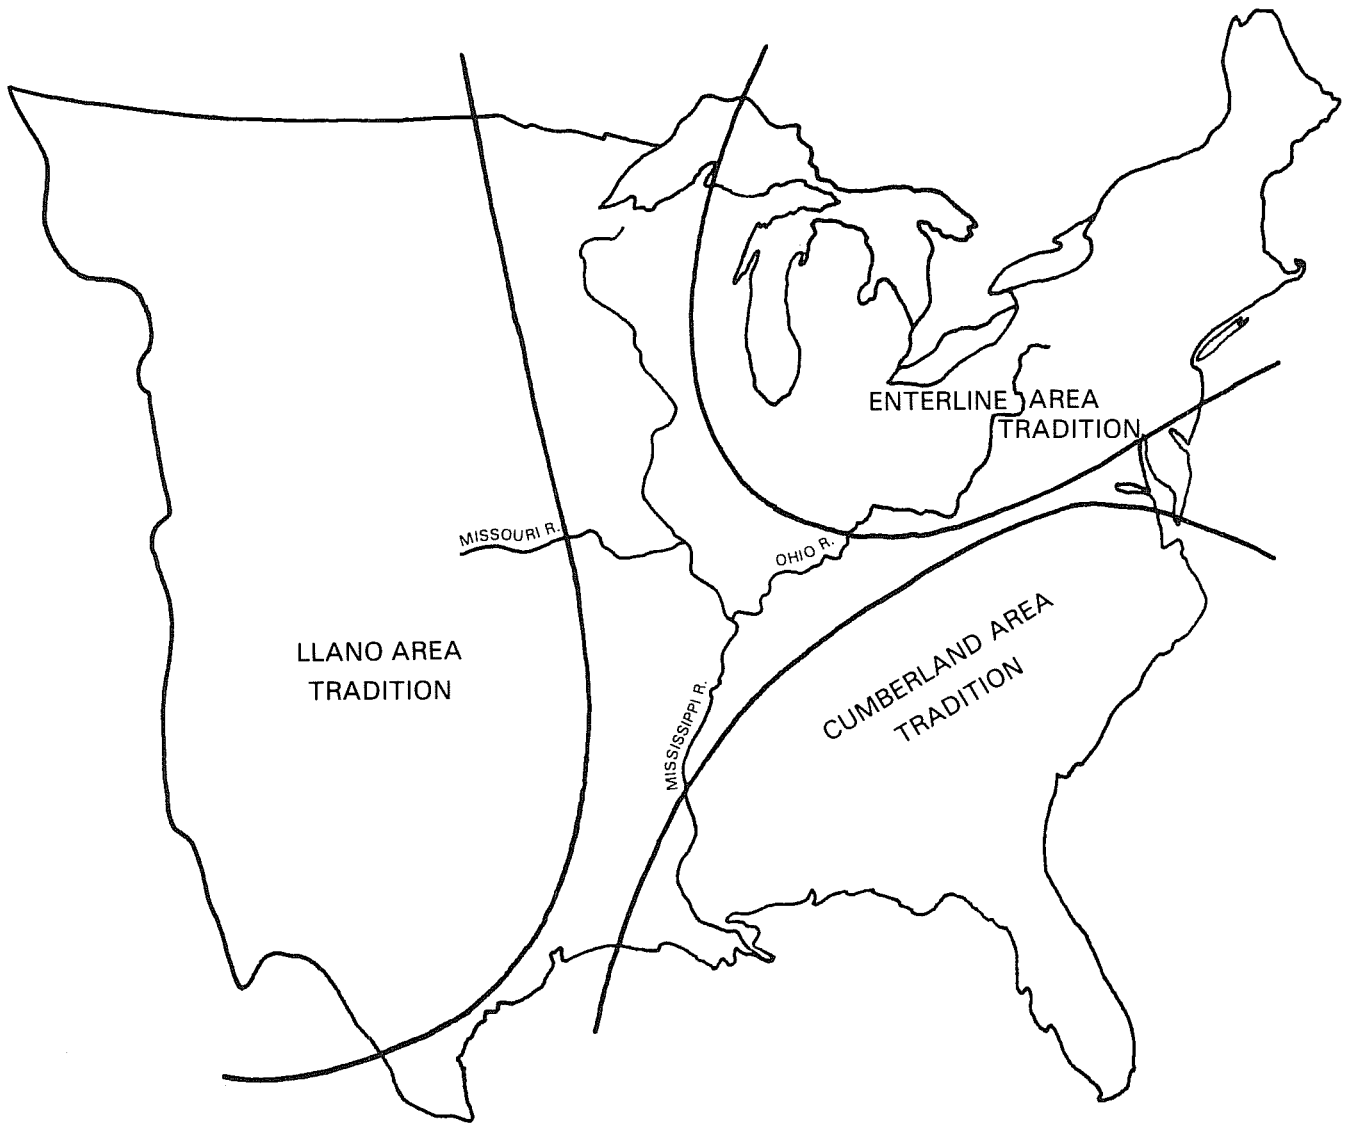 ENTERLINE AREA
TRADITION
MISSOURI R.
OHIO R.
LLANO AREA
TRADITION
CUMBERLAND AREA
TRADITION
MISSISSIPPI R.